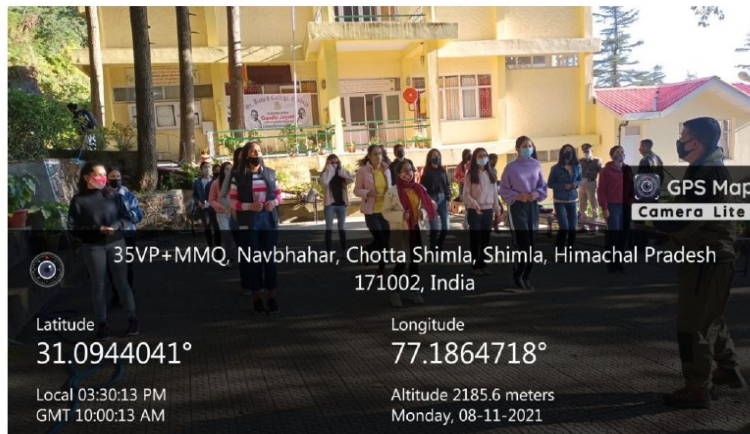 GPS Map
Camera Lite
35VP+MMQ, Navbhahar, Chotta Shimla, Shimla, Himachal Pradesh
171002, India
Latitude
31.0944041°
Longitude
77.1864718°
Local 03:30:13 PM
GMT 10:00:13 AM
Altitude 2185.6 meters
Monday, 08-11-2021